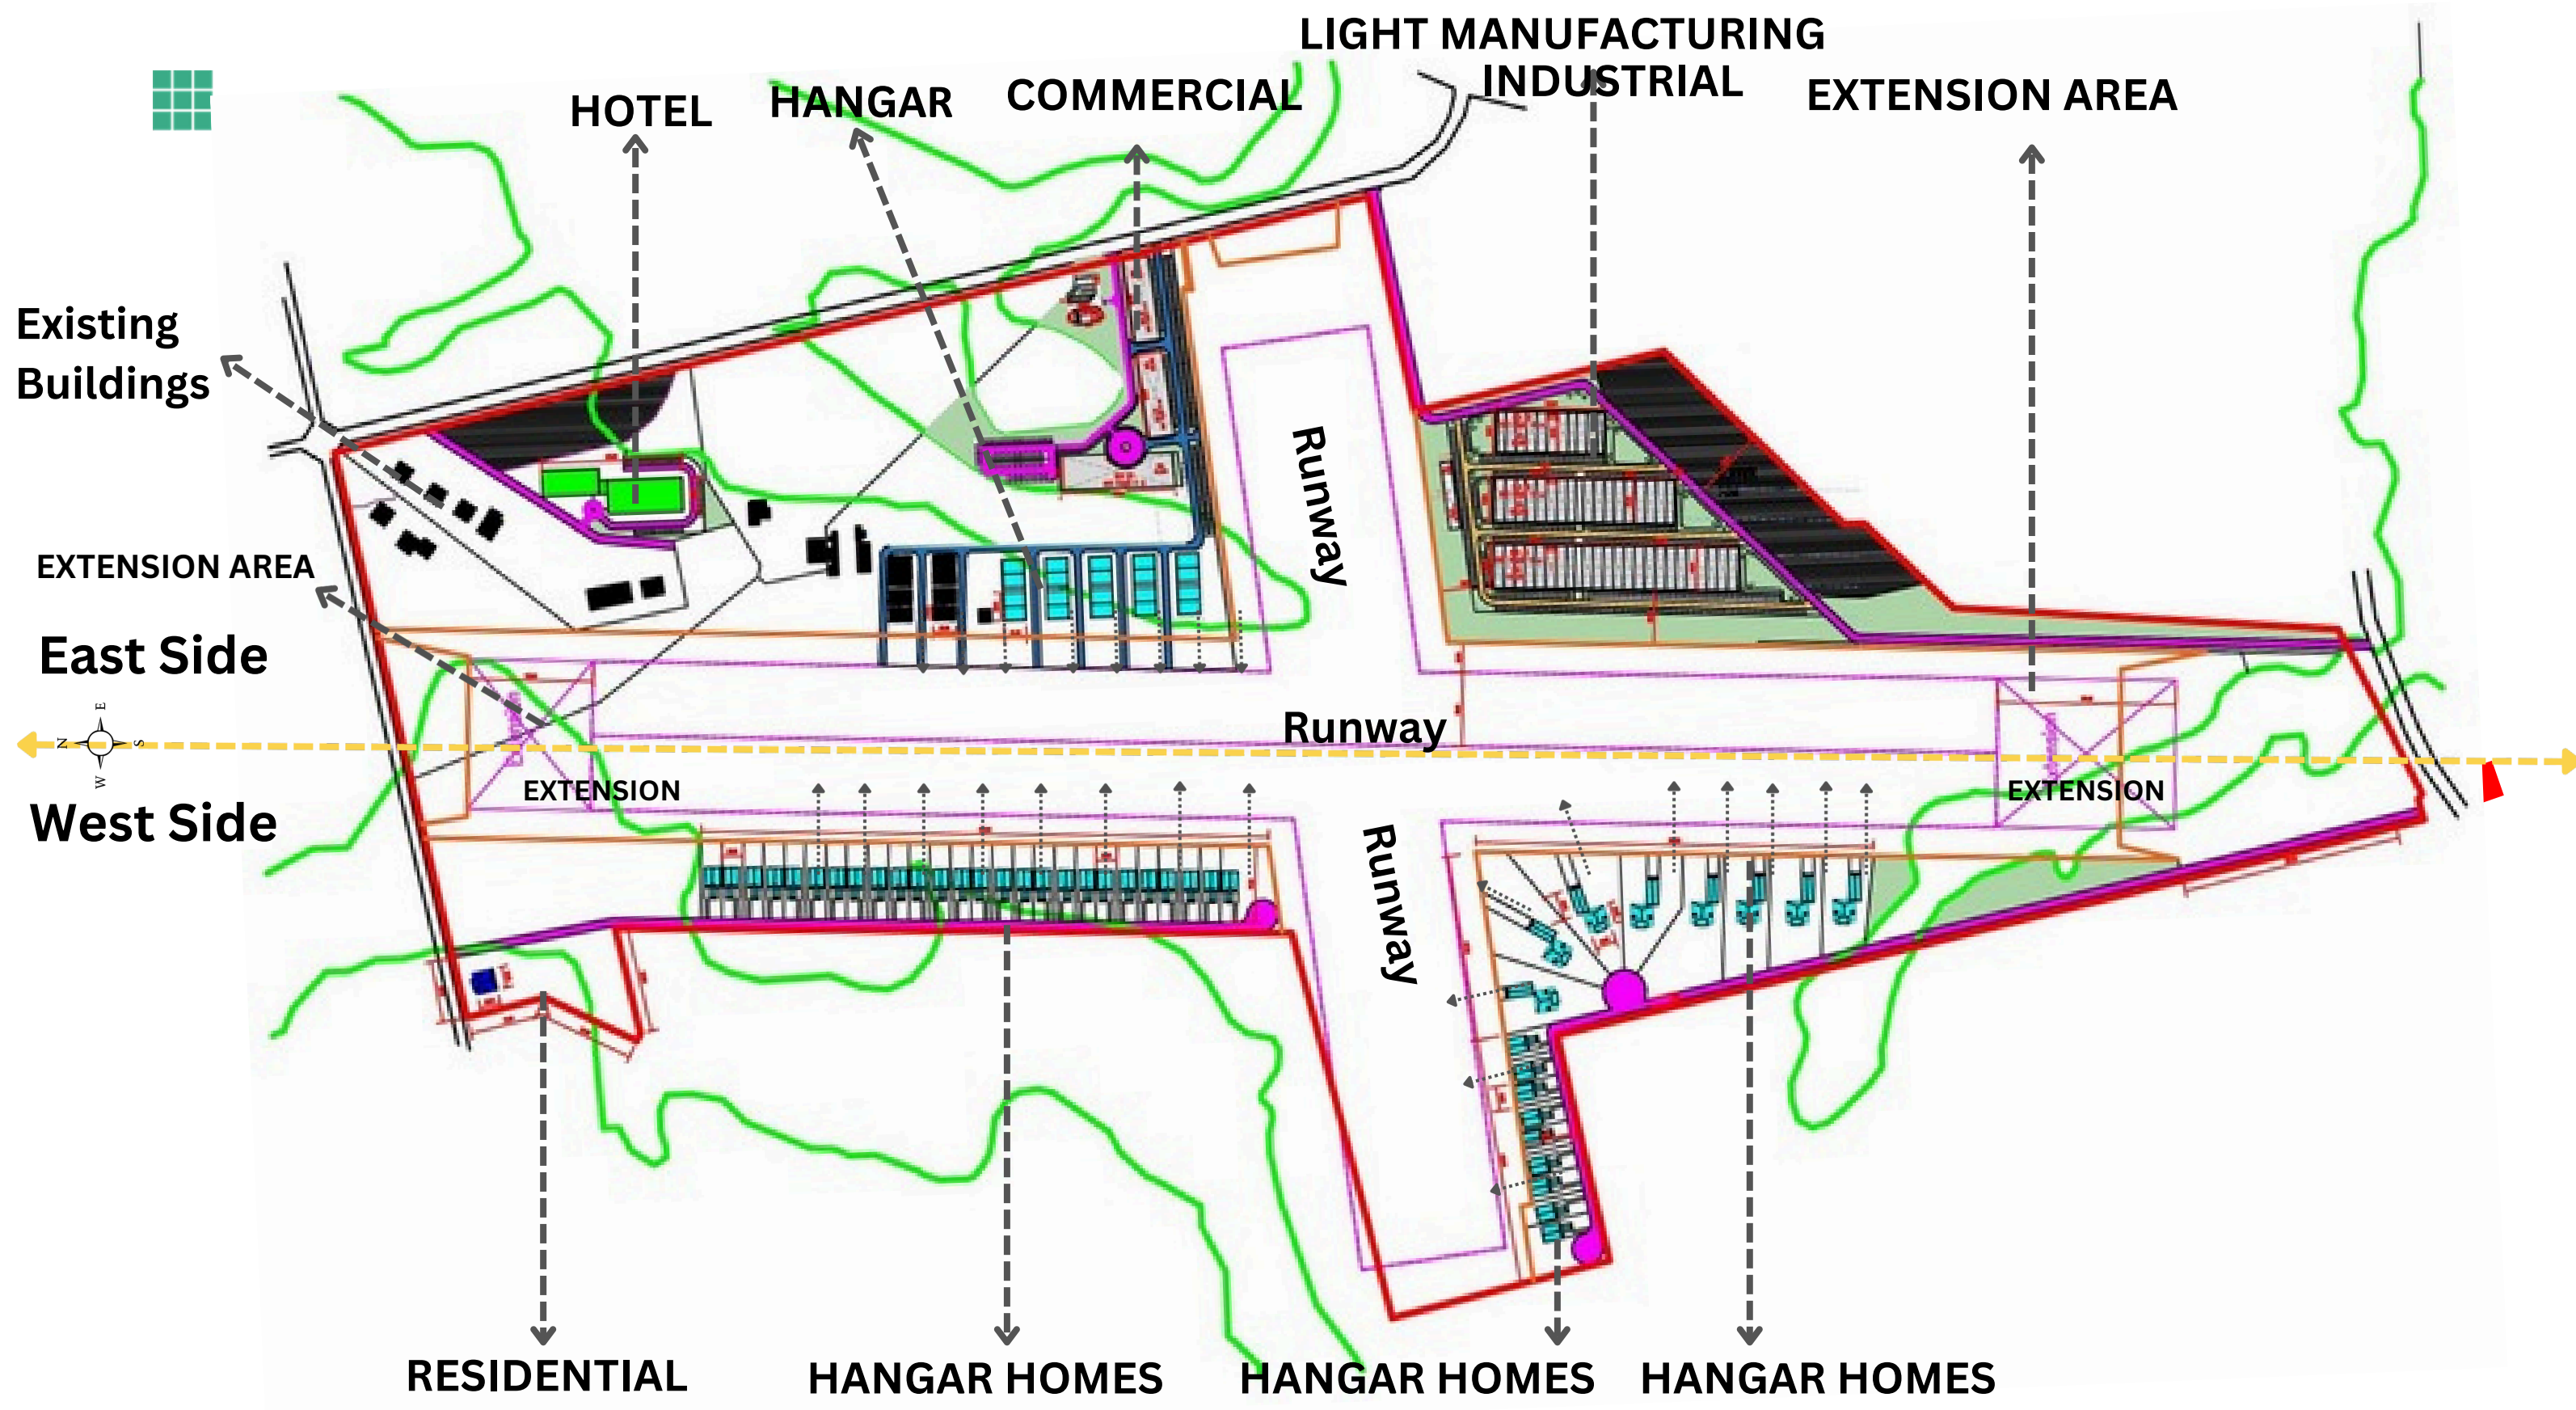 LIGHT MANUFACTURING
INDUSTRIAL
HOTEL
HANGAR
COMMERCIAL
EXTENSION AREA
Existing
Buildings
Runway
EXTENSION AREA
East Side
E
N
S
W
Runway
EXTENSION
EXTENSION
West Side
Runway
RESIDENTIAL
HANGAR HOMES
HANGAR HOMES
HANGAR HOMES